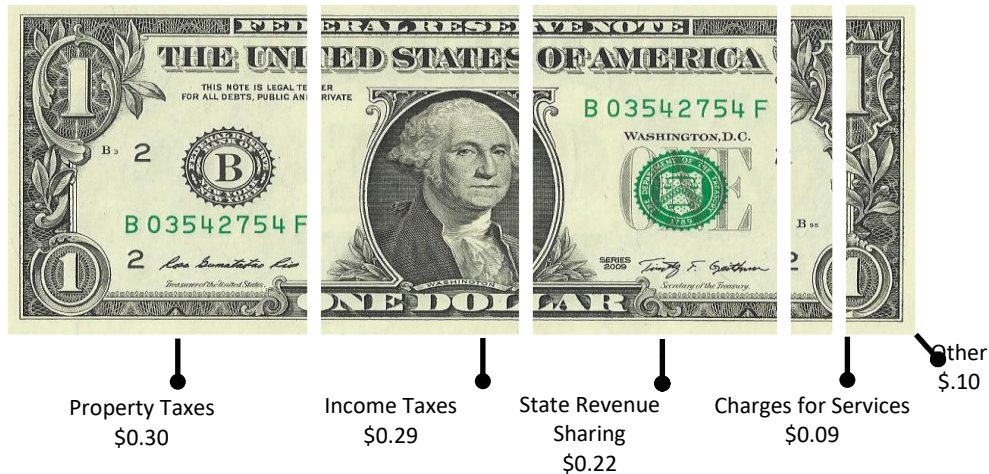 FEDERAL RESERVE NOTE
THE UNITED STATES OF AMERICA
THIS NOTE IS LEGAL TENDER
FOR ALL DEBTS, PUBLIC AND PRIVATE
B 03542754 F
WASHINGTON, D.C.
1
1
2
B
ONE
B 03542754 F
2
SERIES
2009
Treasurer of the United States.
WASHINGTON
Secretary of the Treasury.
1
1
ONE DOLLAR
Other
$.10
Property Taxes
$0.30
Income Taxes
$0.29
State Revenue
Sharing
$0.22
Charges for Services
$0.09